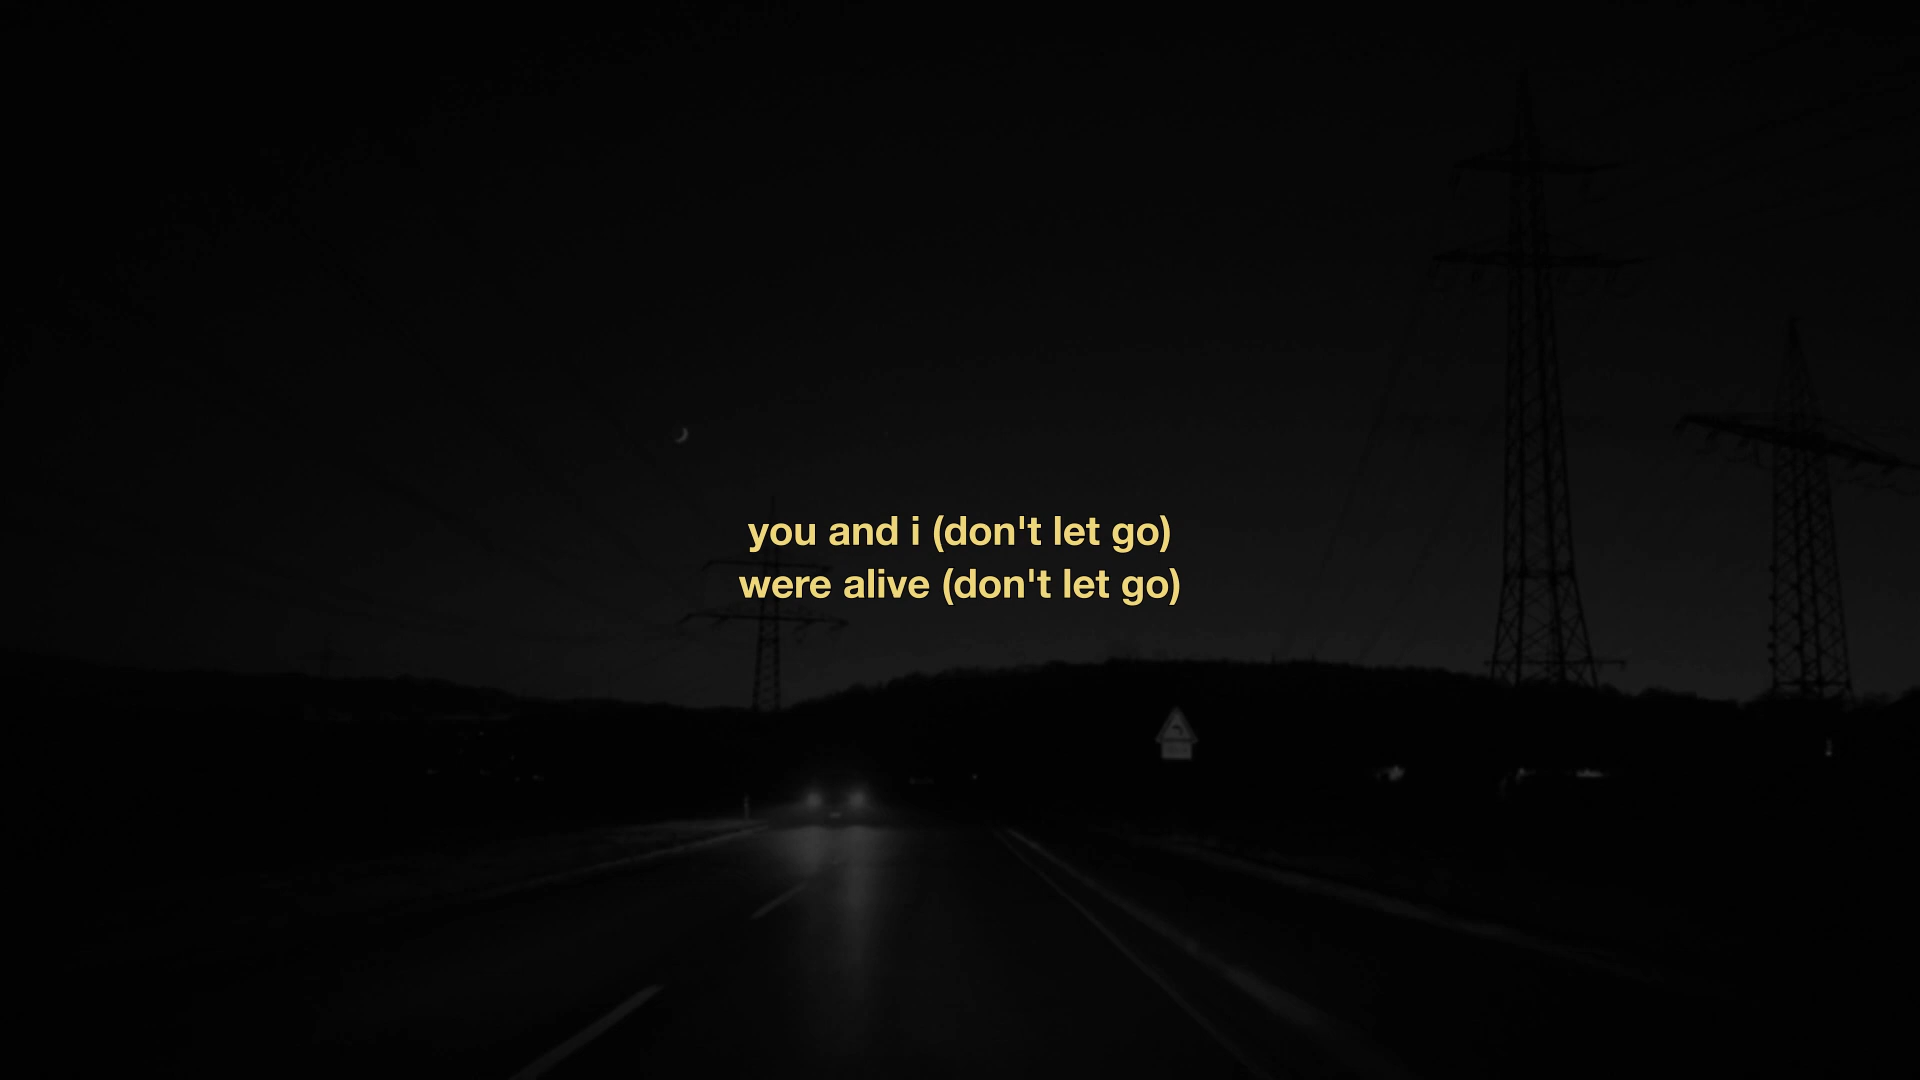 you and i (don't let go)
were alive (don't let go)